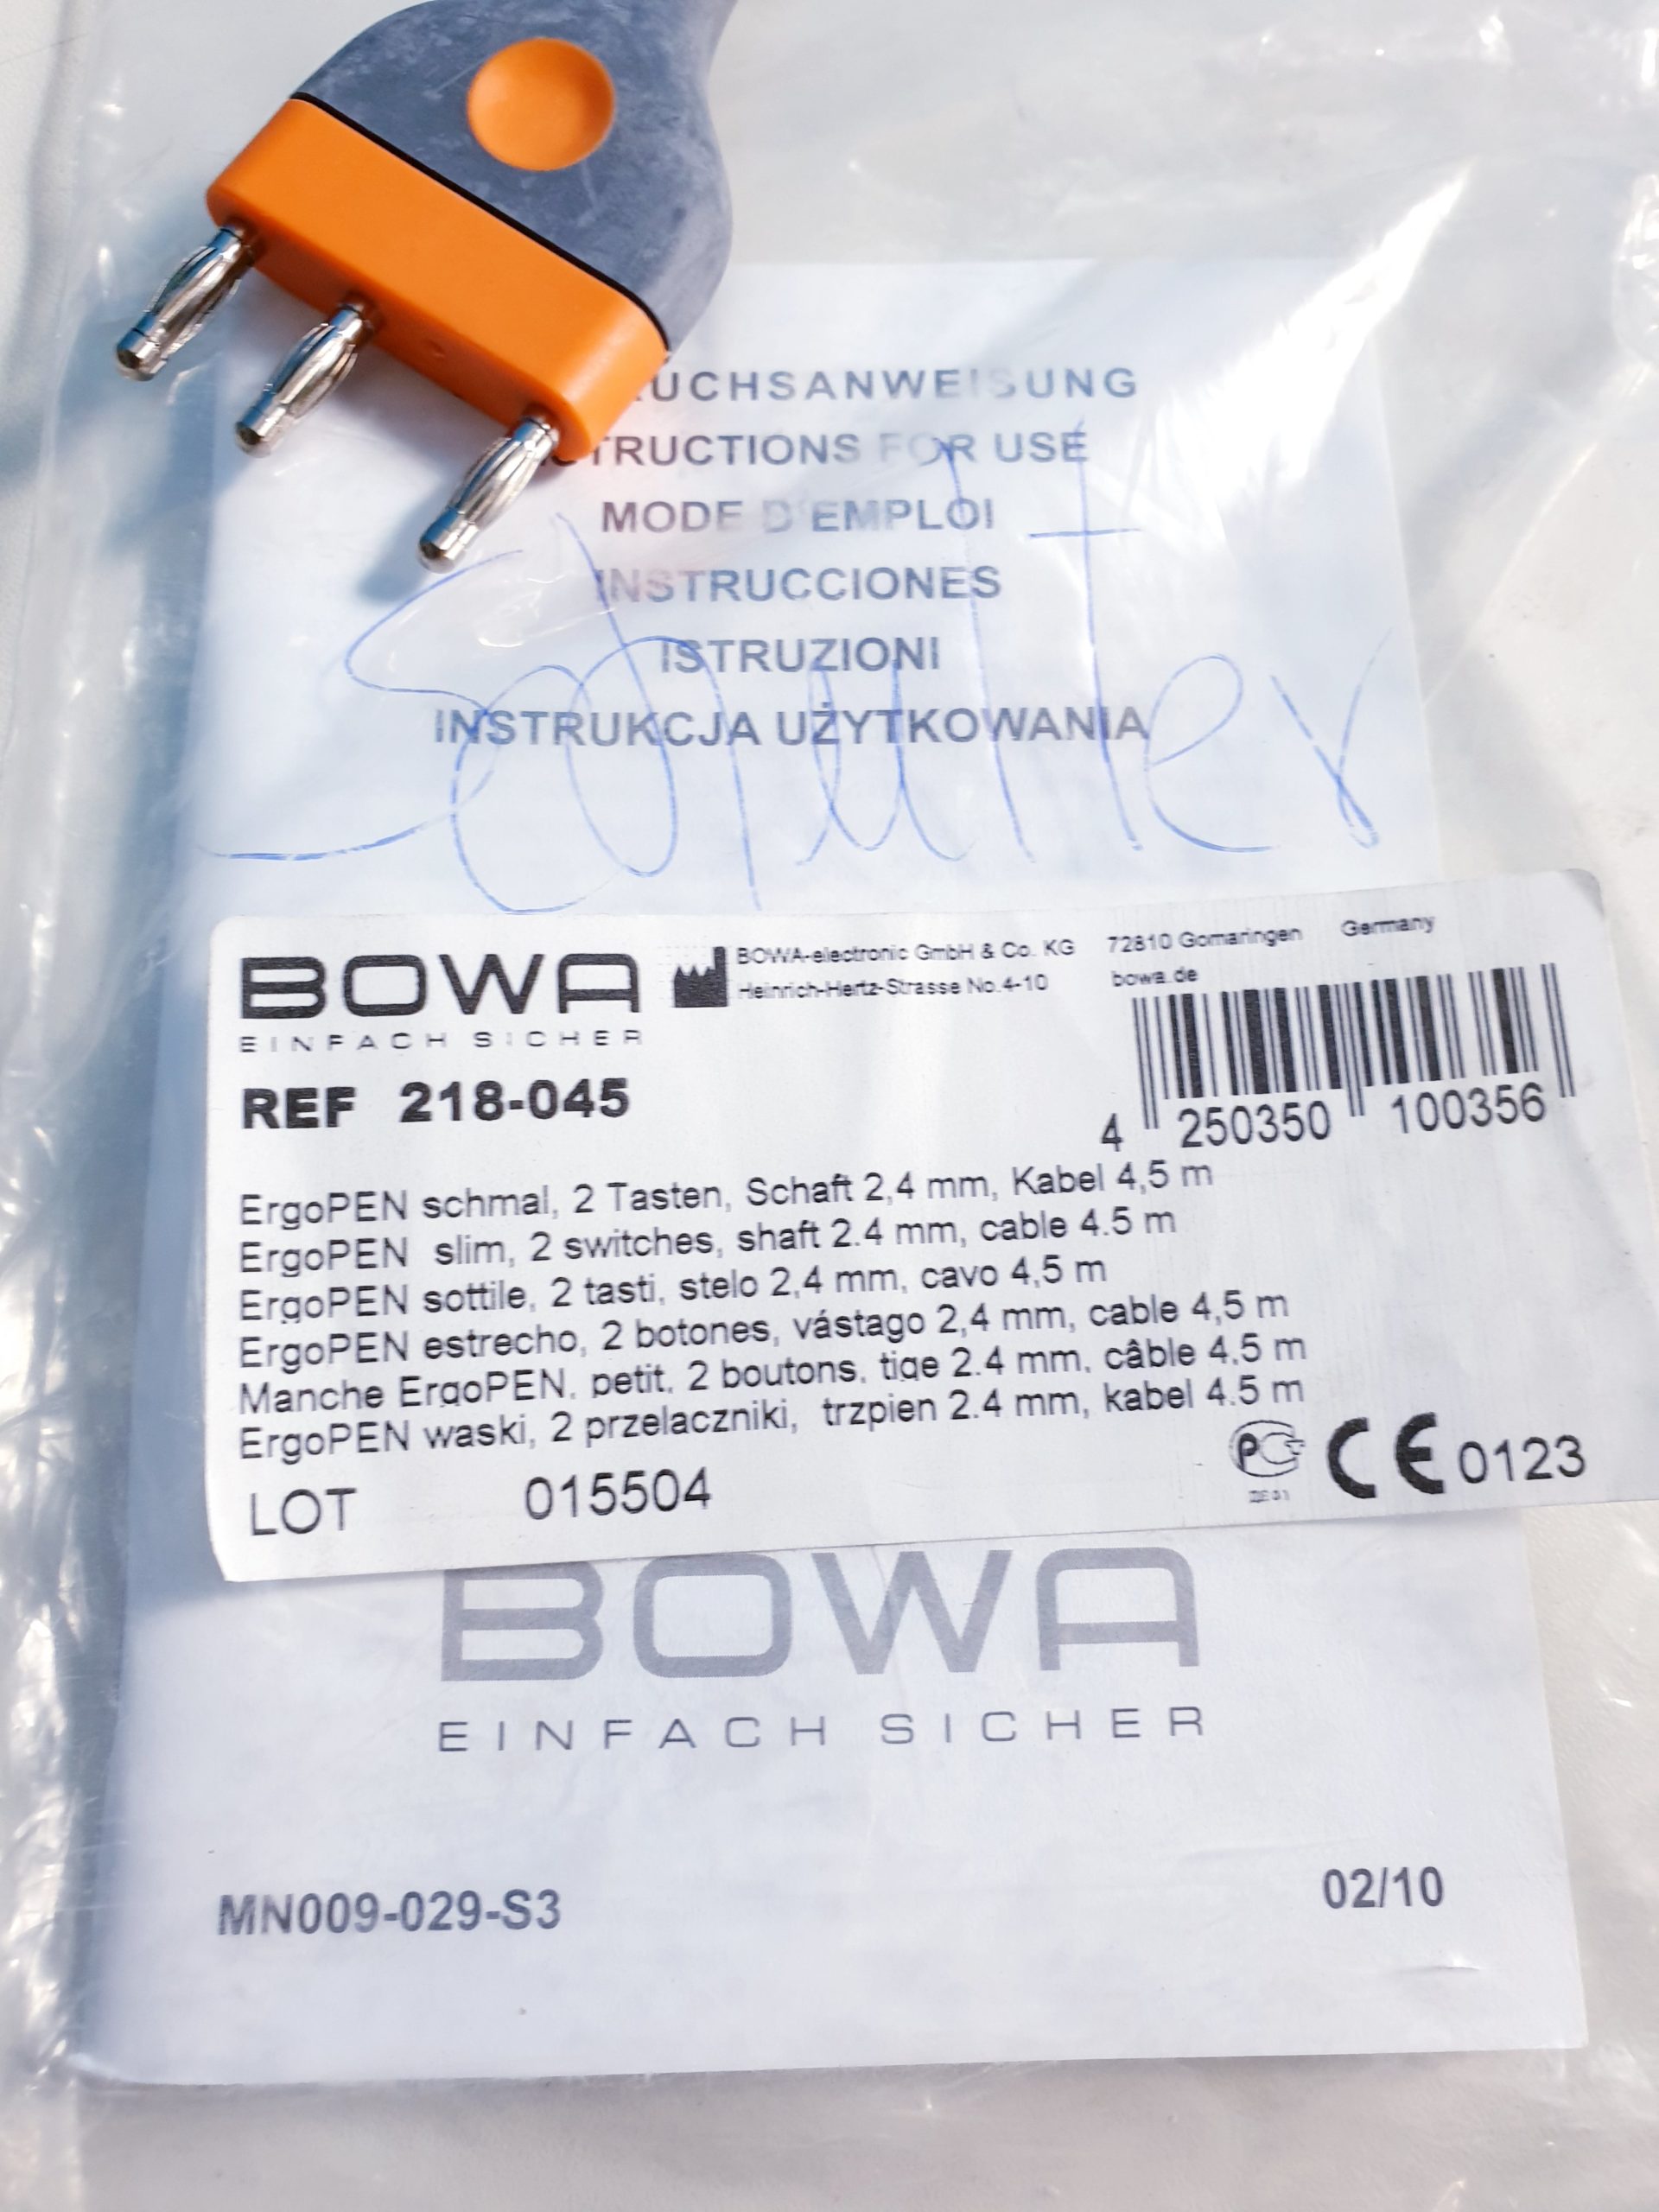 UCHSANWEISUNG
TRUCTIONS FOR USE
MODE D'EMPLOI
INSTRUCCIONES
ISTRUZIONI
INSTRUKCJA UŻYTKOWANIA
BOWA
EINFACH SICHER
BOWA-electronic GmbH & Co. KG 72810 Gomaringen Germany
Heinrich-Hertz-Strasse No.4-10 bowa.de
REF 218-045
4 250350 100356
ErgoPEN schmal, 2 Tasten, Schaft 2,4 mm, Kabel 4,5 m
ErgoPEN slim, 2 switches, shaft 2.4 mm, cable 4.5 m
ErgoPEN sottile, 2 tasti, stelo 2,4 mm, cavo 4,5 m
ErgoPEN estrecho, 2 botones, vástago 2,4 mm, cable 4,5 m
Manche ErgoPEN, petit, 2 boutons, tige 2.4 mm, câble 4.5 m
ErgoPEN waski, 2 przelaczniki, trzpien 2.4 mm, kabel 4.5 m
CE 0123
LOT 015504
BOWA
EINFACH SICHER
MN009-029-S3 02/10